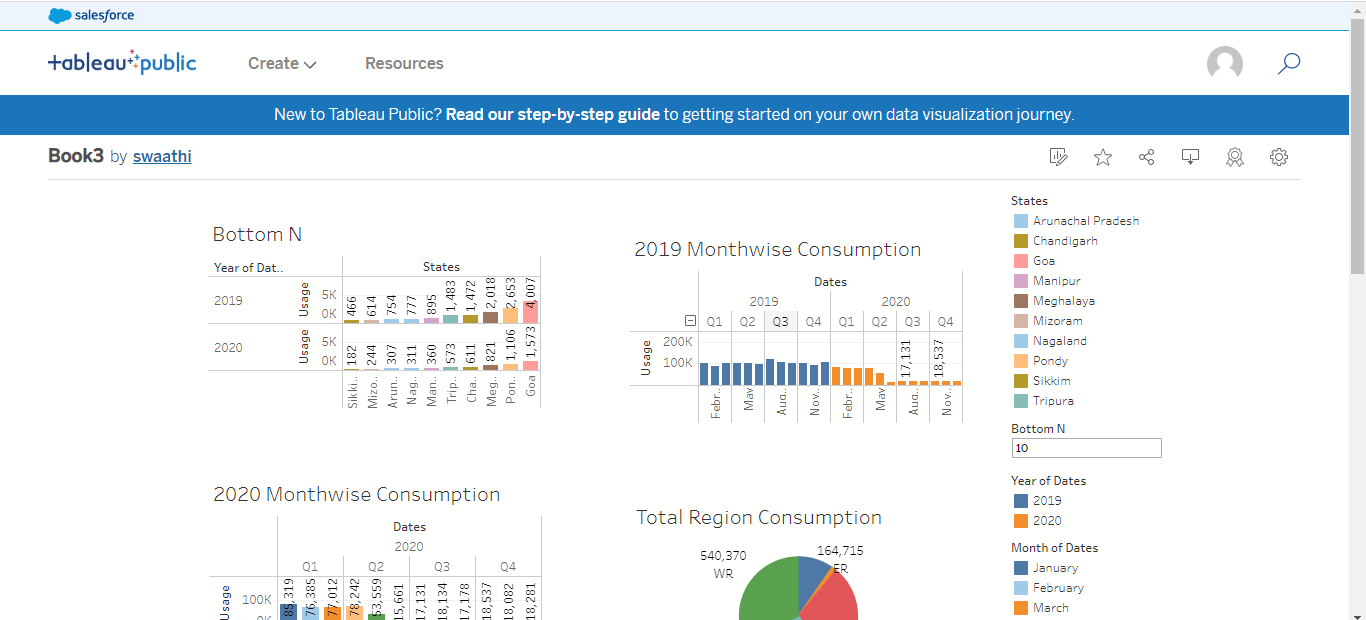 salesforce
+ableau public
Create
Resources
New to Tableau Public? Read our step-by-step guide to getting started on your own data visualization journey.
Book3 by swaathi
Bottom N
Year of Dat..
States
2019
Usage
5K
0K
466
614
754
777
895
1,483
1,472
2,018
2,653
4,007
2020
Usage
5K
0K
182
244
307
311
360
573
611
821
1,106
1,573
Sikki..
Mizo..
Arun..
Nag..
Man..
Trip..
Cha..
Meg..
Pon..
Goa
2019 Monthwise Consumption
Dates
2019
2020
Q1
Q2
Q3
Q4
Q1
Q2
Q3
Q4
Usage
200K
100K
17,131
18,537
Febr..
May
Aug..
Nov..
Febr..
May
Aug..
Nov..
States
Arunachal Pradesh
Chandigarh
Goa
Manipur
Meghalaya
Mizoram
Nagaland
Pondy
Sikkim
Tripura
Bottom N
10
Year of Dates
2019
2020
Month of Dates
January
February
March
2020 Monthwise Consumption
Dates
2020
Q1
Q2
Q3
Q4
Usage
100K
0K
85,319
76,385
77,012
78,242
53,559
15,661
17,131
18,134
17,178
18,537
18,082
18,281
Total Region Consumption
540,370
WR
164,715
ER